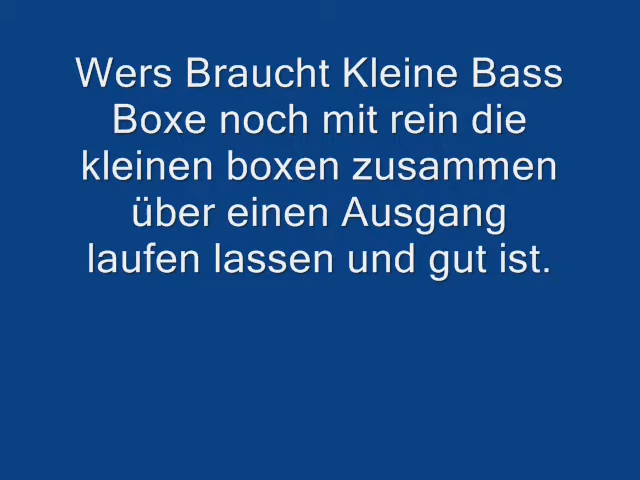 Wers Braucht Kleine Bass
Boxe noch mit rein die
kleinen boxen zusammen
über einen Ausgang
laufen lassen und gut ist.